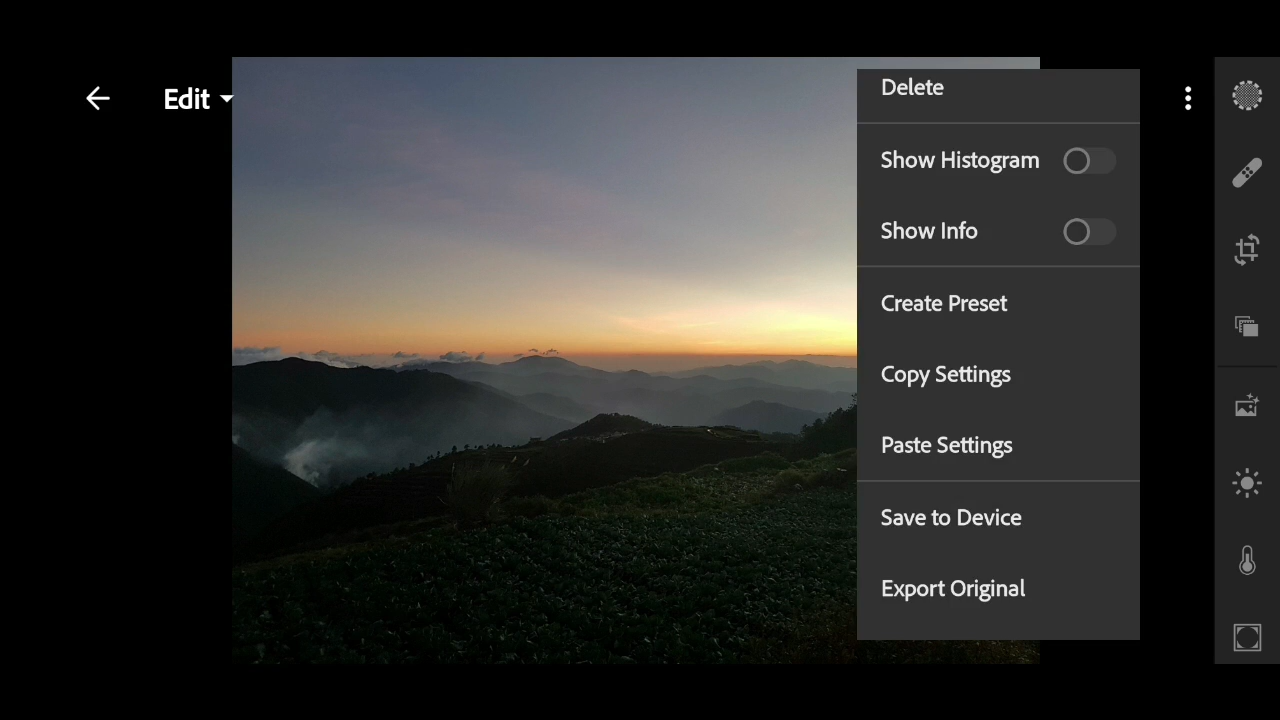 Edit
Delete
Show Histogram
Show Info
Create Preset
Copy Settings
Paste Settings
Save to Device
Export Original